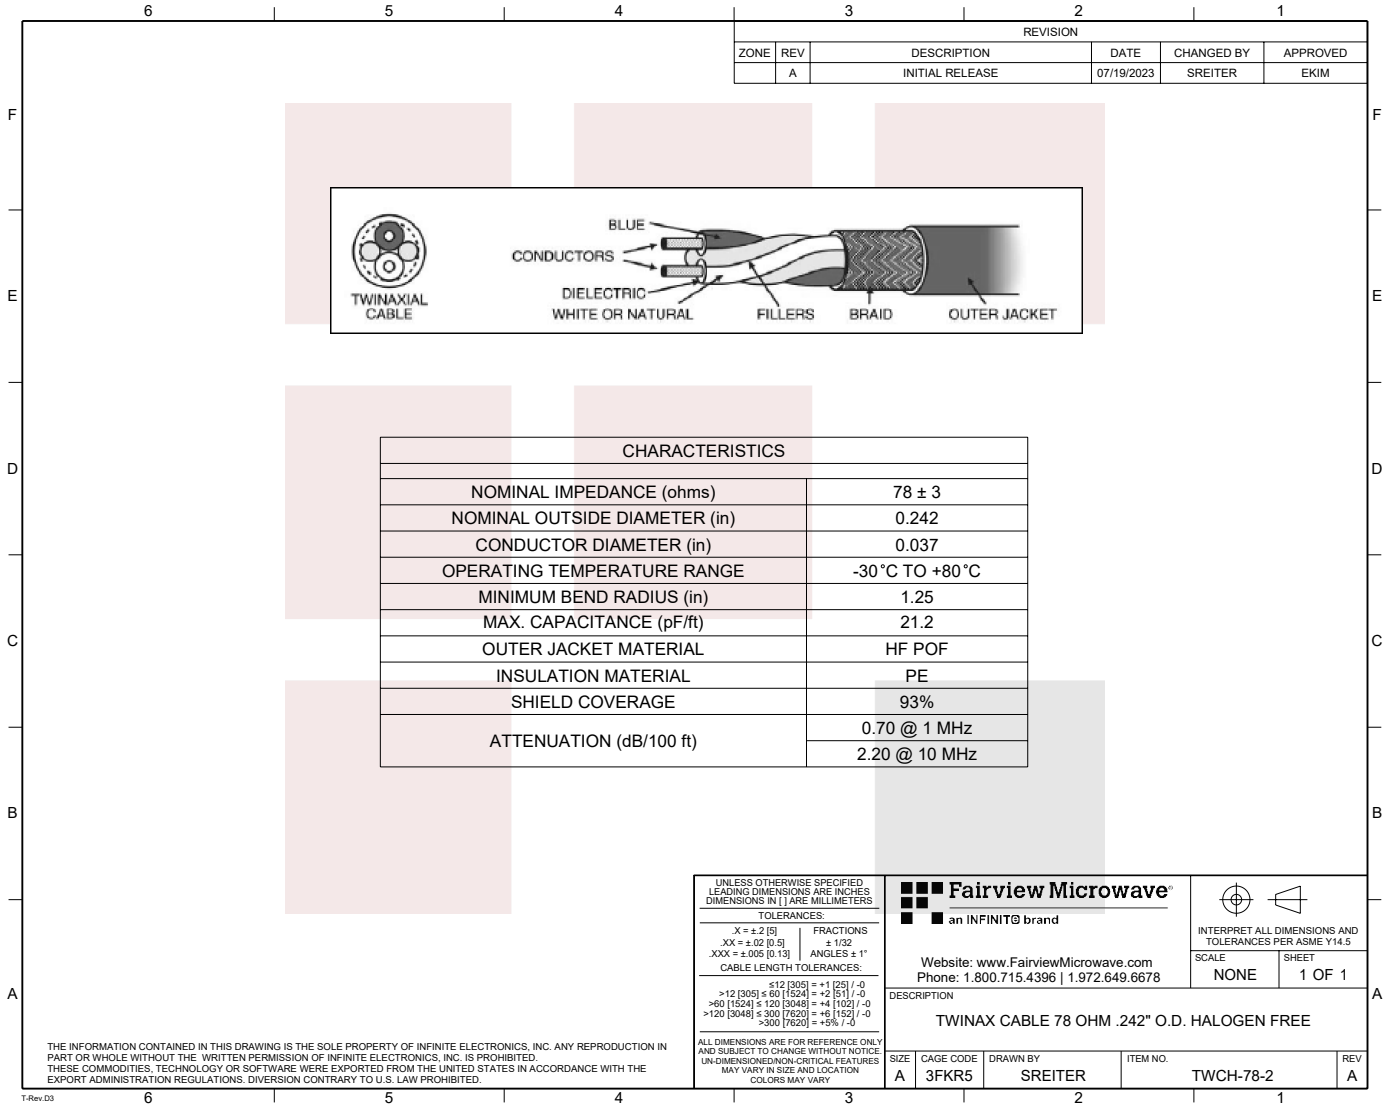 6 5 4 3 2 1
REVISION
ZONE REV DESCRIPTION DATE CHANGED BY APPROVED
A INITIAL RELEASE 07/19/2023 SREITER EKIM
F F
BLUE
CONDUCTORS
DIELECTRIC
WHITE OR NATURAL FILLERS BRAID OUTER JACKET
TWINAXIAL
CABLE
E E
D D
CHARACTERISTICS
NOMINAL IMPEDANCE (ohms) 78 ± 3
NOMINAL OUTSIDE DIAMETER (in) 0.242
CONDUCTOR DIAMETER (in) 0.037
OPERATING TEMPERATURE RANGE -30°C TO +80°C
MINIMUM BEND RADIUS (in) 1.25
MAX. CAPACITANCE (pF/ft) 21.2
OUTER JACKET MATERIAL HF POF
INSULATION MATERIAL PE
SHIELD COVERAGE 93%
ATTENUATION (dB/100 ft) 0.70 @ 1 MHz
2.20 @ 10 MHz
C C
B B
A A
UNLESS OTHERWISE SPECIFIED
LEADING DIMENSIONS ARE INCHES
DIMENSIONS IN [ ] ARE MILLIMETERS
TOLERANCES:
.X = ±.2 [5] FRACTIONS
.XX = ±.02 [0.5] ± 1/32
.XXX = ±.005 [0.13] ANGLES ± 1°
CABLE LENGTH TOLERANCES:
≤12 [305] = +1 [25] / -0
>12 [305] ≤ 60 [1524] = +2 [51] / -0
>60 [1524] ≤ 120 [3048] = +4 [102] / -0
>120 [3048] ≤ 300 [7620] = +6 [152] / -0
>300 [7620] = +5% / -0
ALL DIMENSIONS ARE FOR REFERENCE ONLY
AND SUBJECT TO CHANGE WITHOUT NOTICE.
UN-DIMENSIONED/NON-CRITICAL FEATURES
MAY VARY IN SIZE AND LOCATION
COLORS MAY VARY
Fairview Microwave®
an INFINITE brand
Website: www.FairviewMicrowave.com
Phone: 1.800.715.4396 | 1.972.649.6678
INTERPRET ALL DIMENSIONS AND
TOLERANCES PER ASME Y14.5
SCALE SHEET
NONE 1 OF 1
DESCRIPTION
TWINAX CABLE 78 OHM .242" O.D. HALOGEN FREE
SIZE CAGE CODE DRAWN BY ITEM NO. REV
A 3FKR5 SREITER TWCH-78-2 A
THE INFORMATION CONTAINED IN THIS DRAWING IS THE SOLE PROPERTY OF INFINITE ELECTRONICS, INC. ANY REPRODUCTION IN
PART OR WHOLE WITHOUT THE WRITTEN PERMISSION OF INFINITE ELECTRONICS, INC. IS PROHIBITED.
THESE COMMODITIES, TECHNOLOGY OR SOFTWARE WERE EXPORTED FROM THE UNITED STATES IN ACCORDANCE WITH THE
EXPORT ADMINISTRATION REGULATIONS. DIVERSION CONTRARY TO U.S. LAW PROHIBITED.
T-Rev.D3
6 5 4 3 2 1